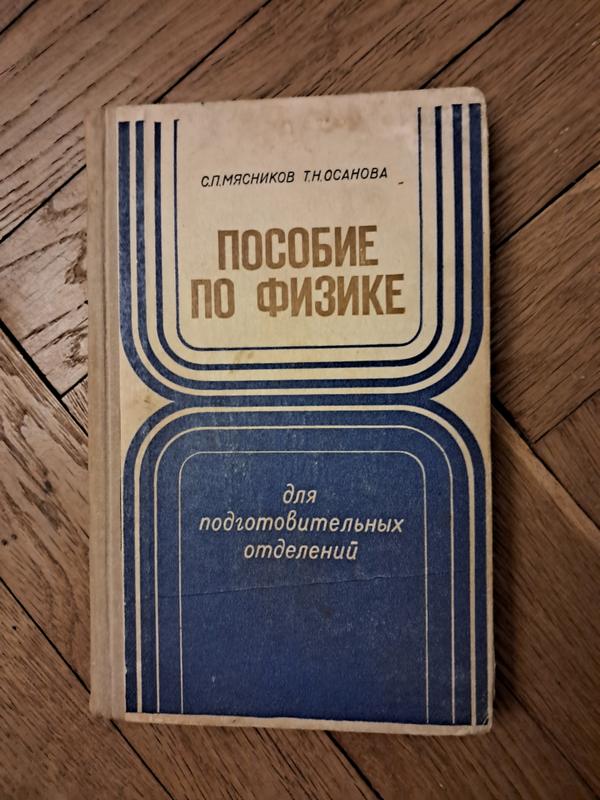 С.П.МЯСНИКОВ Т.Н.ОСАНОВА
ПОСОБИЕ
ПО ФИЗИКЕ
для
подготовительных
отделений